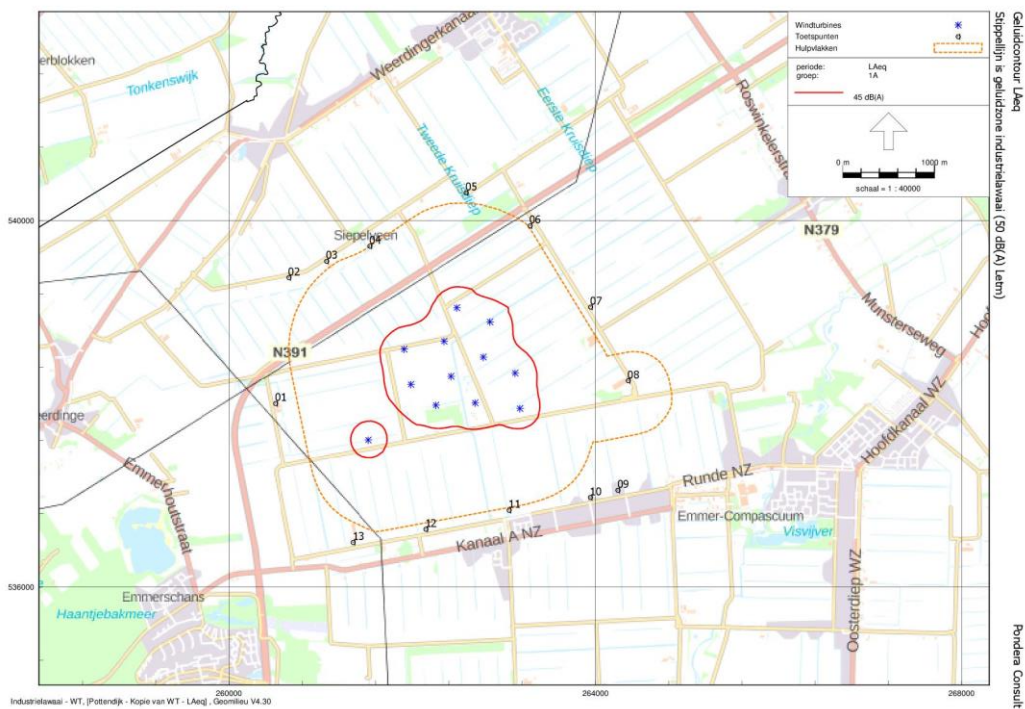 Geluidcontour LAeq
Stippellijn is geluidzone industrielawaai (50 dB(A) Letm)
Windturbines
Toetspunten
Hulpvlakken
periode: LAeq
groep: 1A
45 dB(A)
0 m 1000 m
schaal = 1 : 40000
erblokken
Tonkenswijk
Weerdingerkanaa
Eerste Kruisdiep
Tweede Kruisdiep
Roswinkelerstra
05
540000
06
N379
Siepelveen
04
03
02
07
Munsterseweg
Hoof
N391
08
01
erdinge
Hoofdkanaal WZ
Emmerhoutstraat
Runde NZ
09
10
11
Emmer-Compascuum
12
Visvijver
Kanaal A NZ
13
536000
Emmerschans
Haantjebakmeer
Oosterdiep WZ
Pondera Consult
260000
264000
268000
Industrielawaai - WT, [Pottendijk - Kopie van WT - LAeq] , Geomilieu V4.30